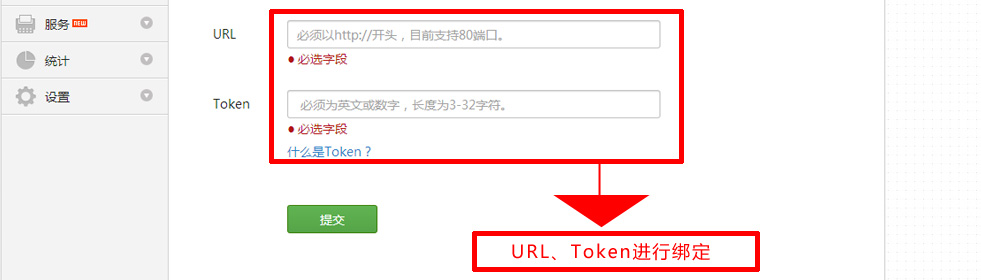 服务 NEW
统计
设置
URL
必须以http://开头，目前支持80端口。
● 必选字段
Token
必须为英文或数字，长度为3-32字符。
● 必选字段
什么是Token？
提交
URL、Token进行绑定